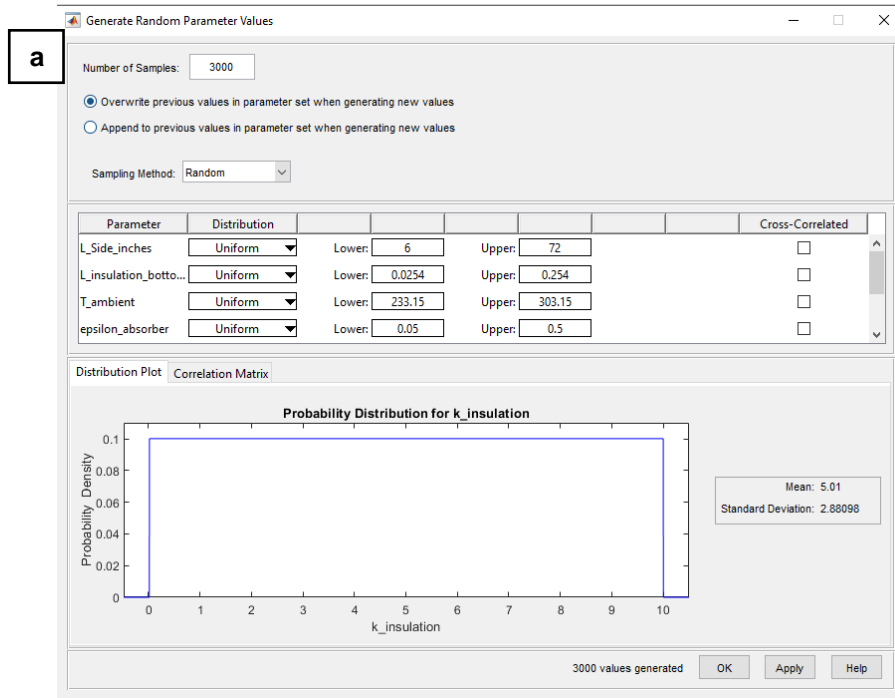 Generate Random Parameter Values
a
Number of Samples: 3000
Overwrite previous values in parameter set when generating new values
Append to previous values in parameter set when generating new values
Sampling Method: Random
Parameter Distribution Cross-Correlated
L_Side_inches Uniform Lower: 6 Upper: 72
L_insulation_botto... Uniform Lower: 0.0254 Upper: 0.254
T_ambient Uniform Lower: 233.15 Upper: 303.15
epsilon_absorber Uniform Lower: 0.05 Upper: 0.5
Distribution Plot Correlation Matrix
Probability Distribution for k_insulation
0.1
0.08
0.06
0.04
0.02
0
Probability Density
0 1 2 3 4 5 6 7 8 9 10
k_insulation
Mean: 5.01
Standard Deviation: 2.88098
3000 values generated OK Apply Help